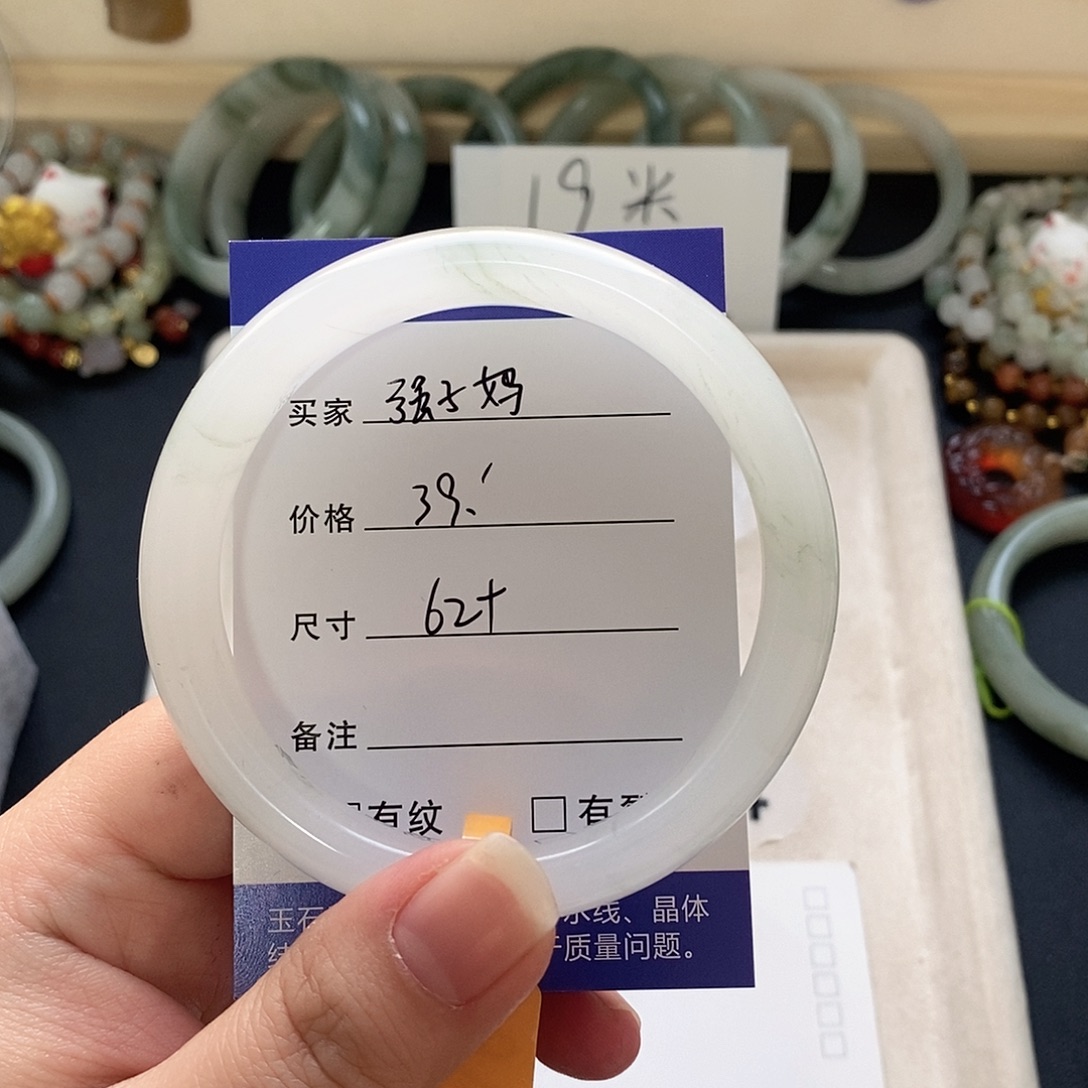 19米
买家 强子妈
价格 39.
尺寸 62+
备注
有纹 □有
玉石 水线、晶体
质量问题。